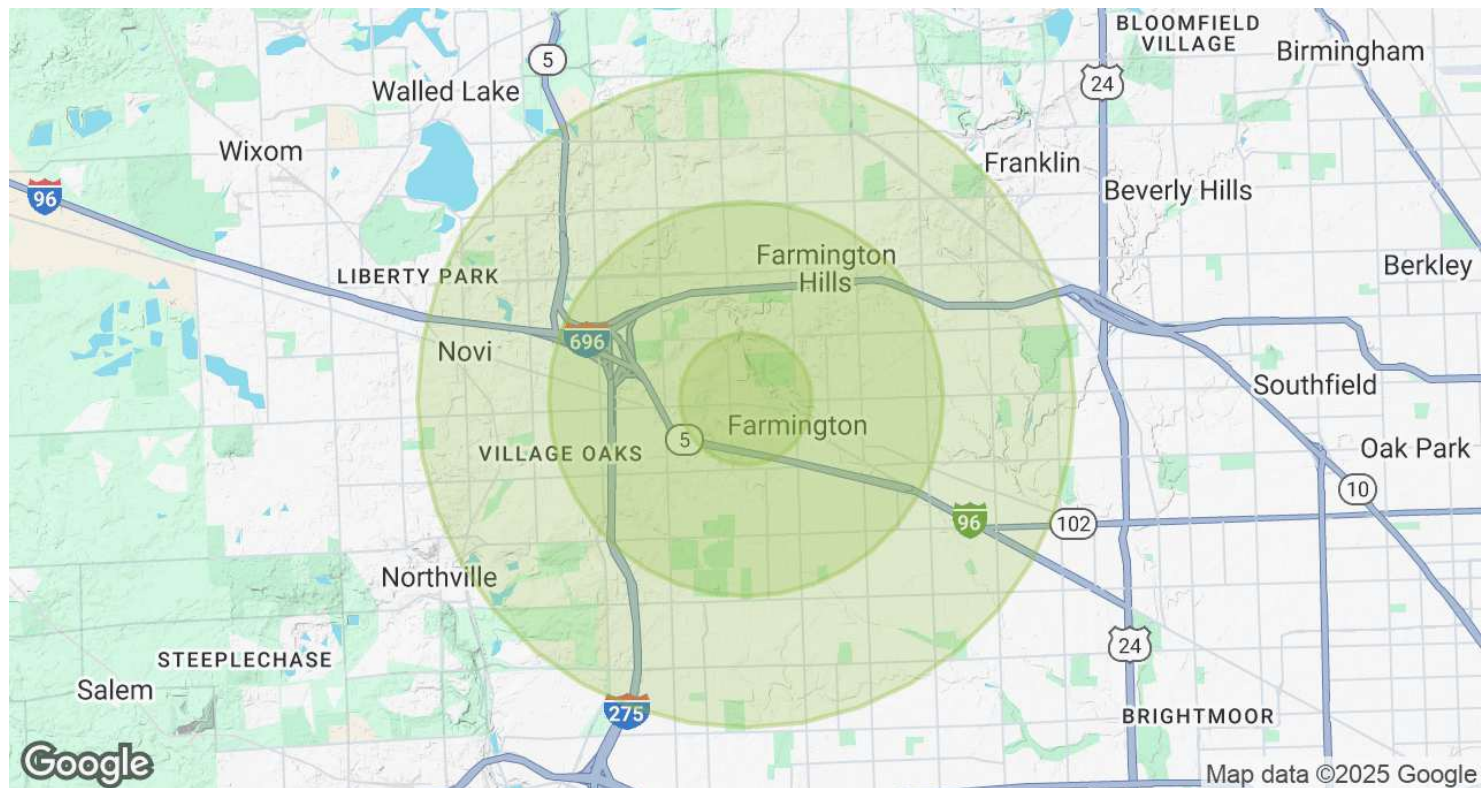 BLOOMFIELD
VILLAGE
Birmingham
5
24
Walled Lake
Wixom
Franklin
96
Beverly Hills
Farmington
Hills
Berkley
LIBERTY PARK
696
Novi
Southfield
Farmington
5
VILLAGE OAKS
Oak Park
10
96
102
Northville
24
STEEPLECHASE
Salem
275
BRIGHTMOOR
Google
Map data ©2025 Google